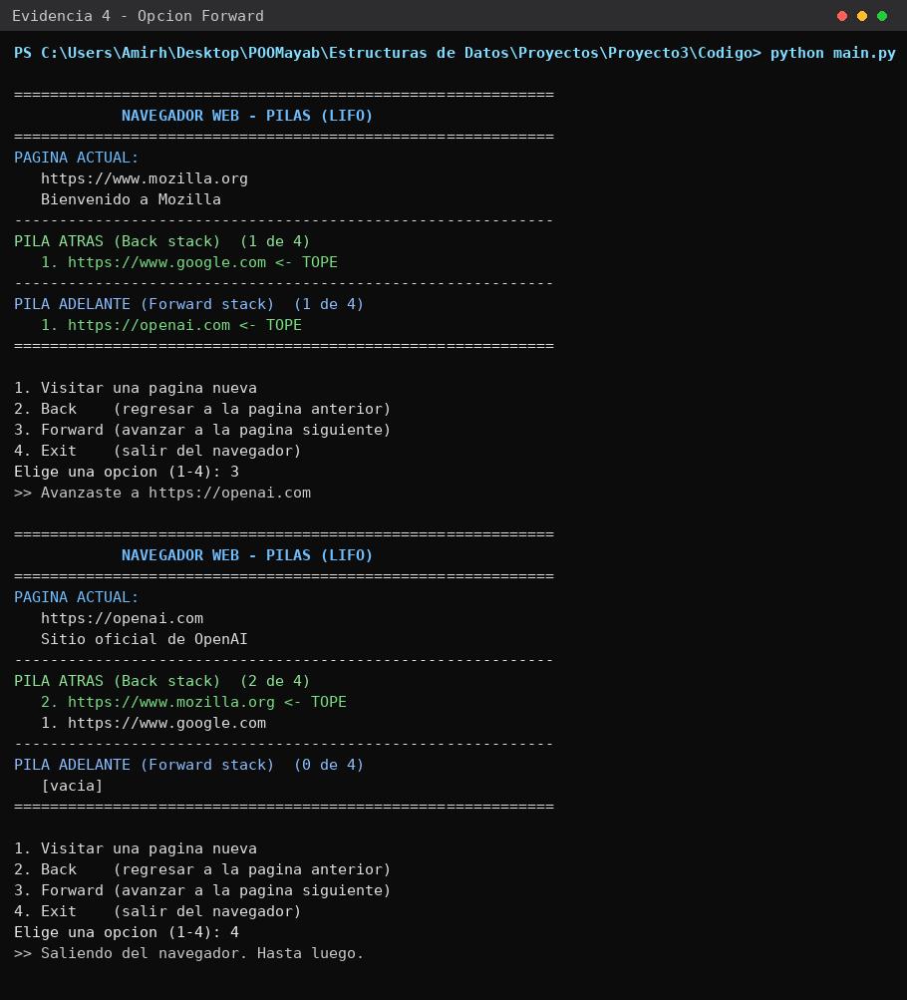 Evidencia 4 - Opcion Forward
PS C:\Users\Amirh\Desktop\POOMayab\Estructuras de Datos\Proyectos\Proyecto3\Codigo> python main.py
============================================================
NAVEGADOR WEB - PILAS (LIFO)
============================================================
PAGINA ACTUAL:
https://www.mozilla.org
Bienvenido a Mozilla
------------------------------------------------------------
PILA ATRAS (Back stack)  (1 de 4)
1. https://www.google.com <- TOPE
------------------------------------------------------------
PILA ADELANTE (Forward stack)  (1 de 4)
1. https://openai.com <- TOPE
============================================================
1. Visitar una pagina nueva
2. Back    (regresar a la pagina anterior)
3. Forward (avanzar a la pagina siguiente)
4. Exit    (salir del navegador)
Elige una opcion (1-4): 3
>> Avanzaste a https://openai.com
============================================================
NAVEGADOR WEB - PILAS (LIFO)
============================================================
PAGINA ACTUAL:
https://openai.com
Sitio oficial de OpenAI
------------------------------------------------------------
PILA ATRAS (Back stack)  (2 de 4)
2. https://www.mozilla.org <- TOPE
1. https://www.google.com
------------------------------------------------------------
PILA ADELANTE (Forward stack)  (0 de 4)
[vacia]
============================================================
1. Visitar una pagina nueva
2. Back    (regresar a la pagina anterior)
3. Forward (avanzar a la pagina siguiente)
4. Exit    (salir del navegador)
Elige una opcion (1-4): 4
>> Saliendo del navegador. Hasta luego.